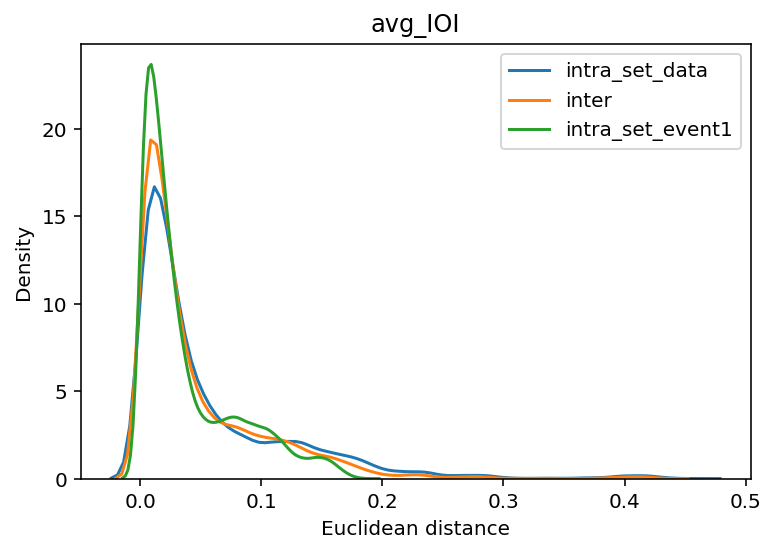 avg_IOI
intra_set_data
inter
intra_set_event1
Density
20
15
10
5
0
0.0 0.1 0.2 0.3 0.4 0.5
Euclidean distance